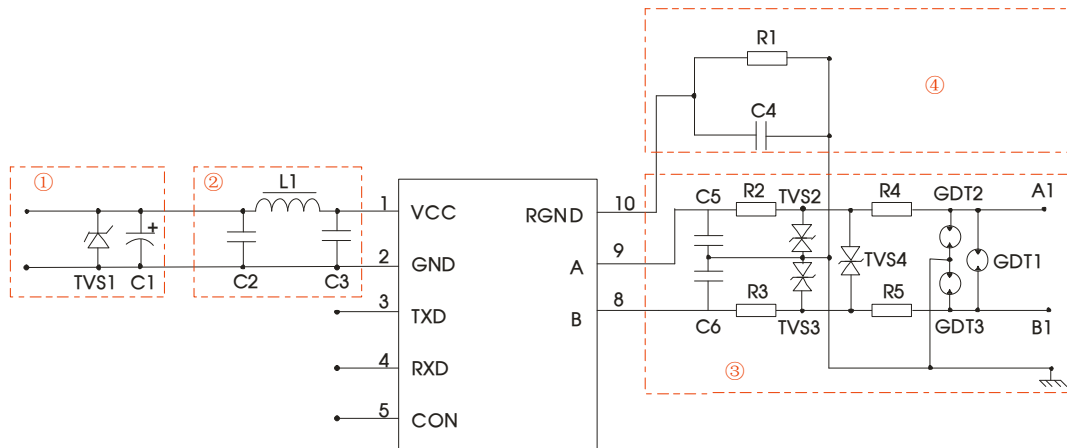 R1
④
C4
①
②
L1
TVS1
C1
+
C2
C3
1
VCC
2
GND
3
TXD
4
RXD
5
CON
RGND
10
A
9
B
8
C5
R2
TVS2
R4
GDT2
A1
TVS4
GDT1
C6
R3
TVS3
R5
GDT3
B1
③